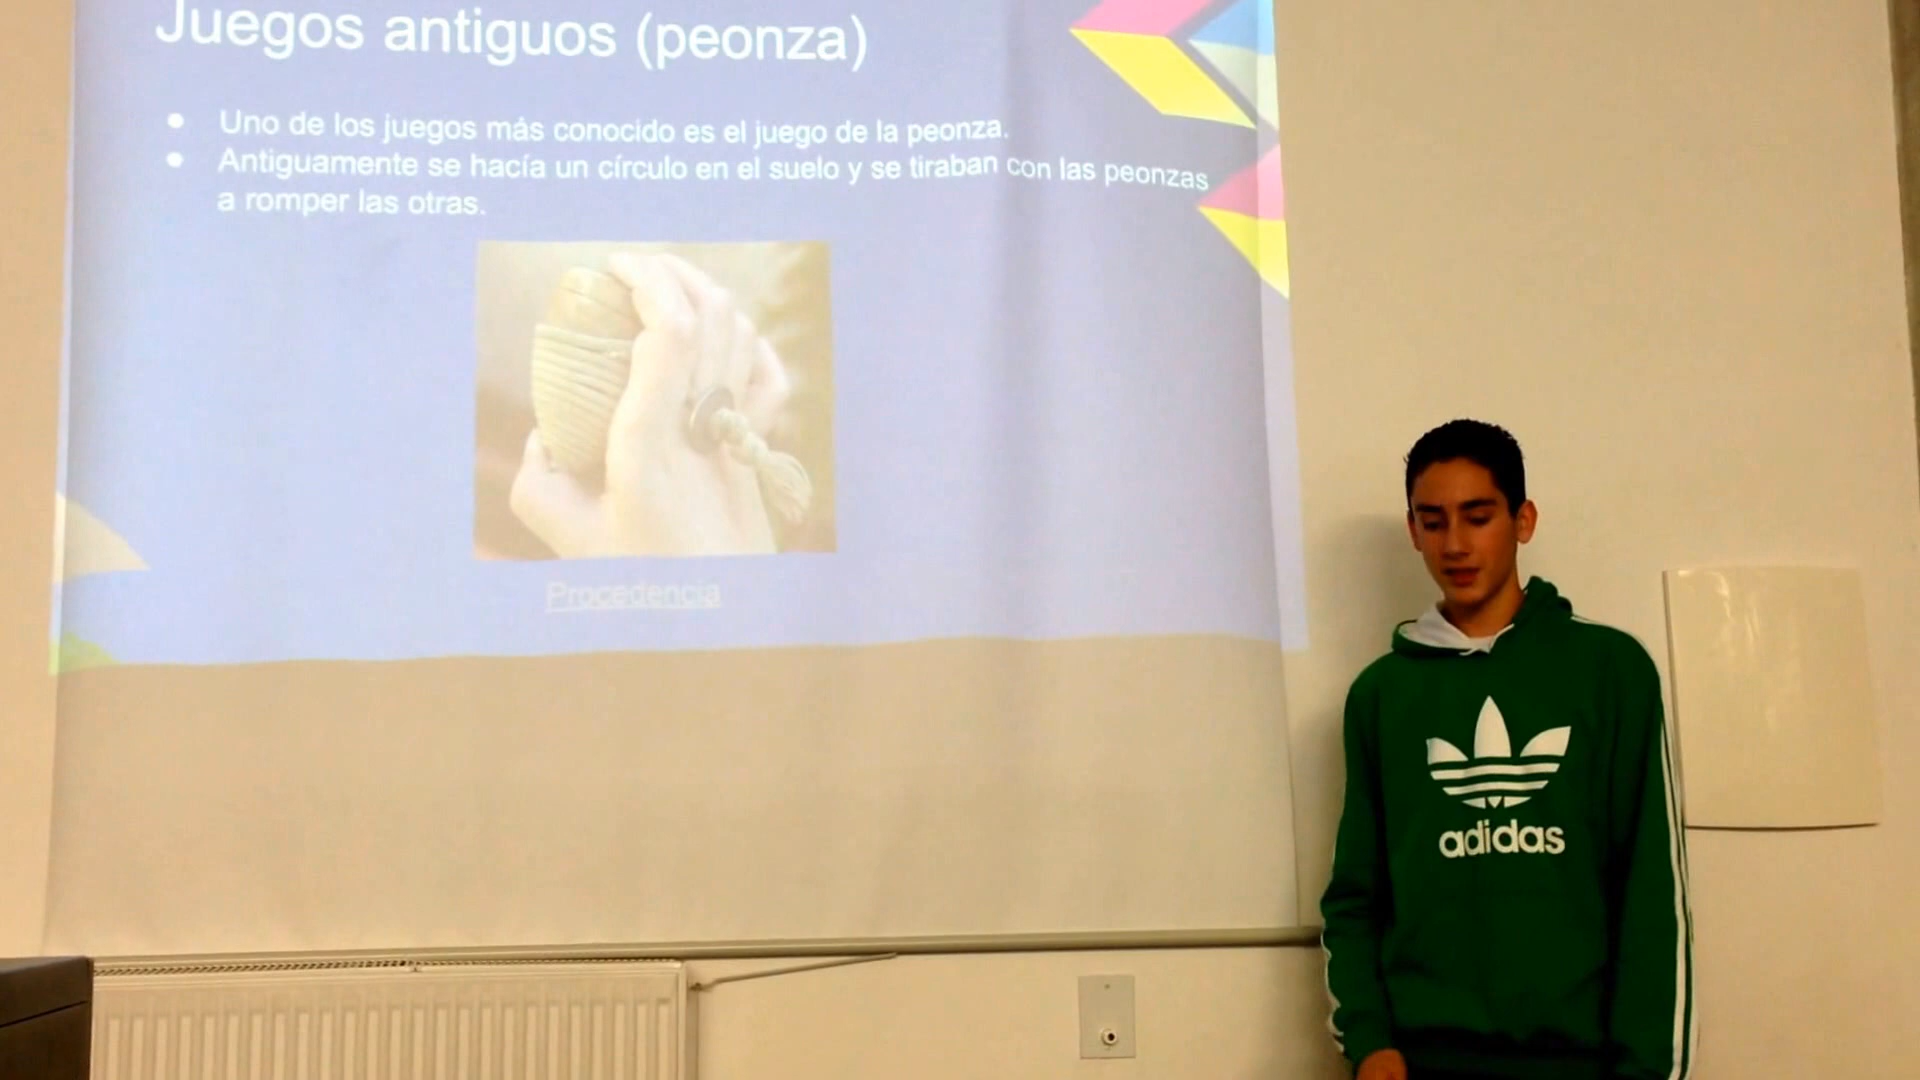 Juegos antiguos (peonza)
● Uno de los juegos más conocido es el juego de la peonza.
● Antiguamente se hacía un círculo en el suelo y se tiraban con las peonzas
a romper las otras.
Procedencia
adidas